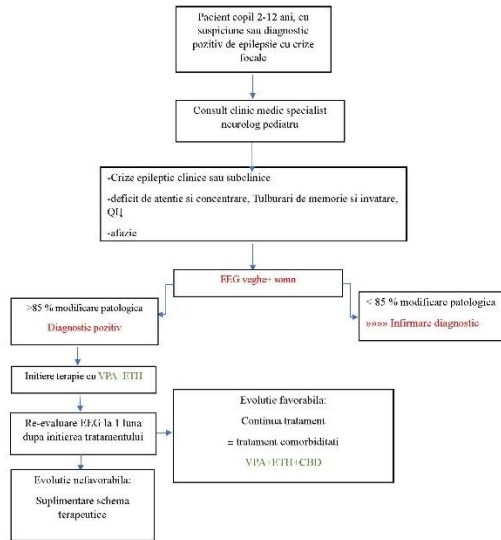 Pacient copil 2-12 ani, cu
suspiciune sau diagnostic
pozitiv de epilepsie cu crize
focale
Consult clinic medic specialist
neurolog pediatru
-Crize epileptic clinice sau subclinice
-deficit de atentie si concentrare, Tulburari de memorie si invatare,
-afazie
EEG veghe+ somn
>85 % modificare patologica
Diagnostic pozitiv
< 85 % modificare patologica
»»»» Infirmare diagnostic
Initiere terapie cu VPA ETH
Re-evaluare EEG la 1 luna
dupa initierea tratamentului
Evolutie favorabila:
Continua tratament
= tratament comorbiditati
VPA+ETH+CBD
Evolutie nefavorabila:
Suplimentare schema
terapeutice